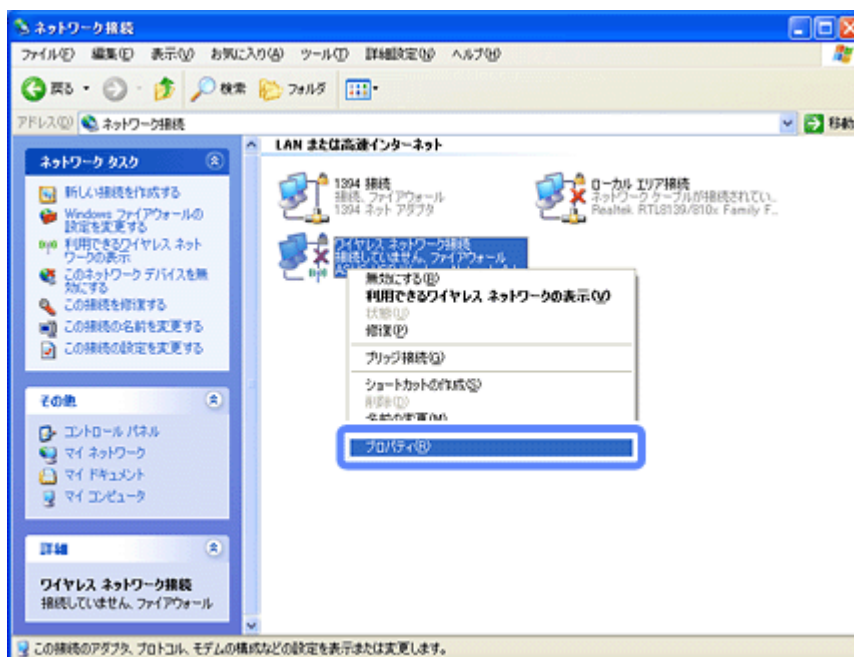 ネットワーク接続
ファイル(F) 編集(E) 表示(V) お気に入り(A) ツール(T) 詳細設定(N) ヘルプ(H)
戻る 検索 フォルダ
アドレス(D) ネットワーク接続 移動
ネットワーク タスク
新しい接続を作成する
Windows ファイアウォールの
設定を変更する
利用できるワイヤレス ネット
ワークの表示
このネットワーク デバイスを無
効にする
この接続を修復する
この接続の名前を変更する
この接続の設定を変更する
その他
コントロール パネル
マイ ネットワーク
マイ ドキュメント
マイ コンピュータ
詳細
ワイヤレス ネットワーク接続
接続していません、ファイアウォール
LAN または高速インターネット
1394 接続
接続、ファイアウォール
1394 ネット アダプタ
ローカル エリア接続
ネットワーク ケーブルが接続されてい...
Realtek RTL8139/810x Family F...
ワイヤレス ネットワーク接続
接続していません、ファイアウォール
無効にする(B)
利用できるワイヤレス ネットワークの表示(V)
状態(U)
修復(P)
ブリッジ接続(G)
ショートカットの作成(S)
削除(D)
名前の変更(M)
プロパティ(R)
この接続のアダプタ、プロトコル、モデムの構成などの設定を表示または変更します。